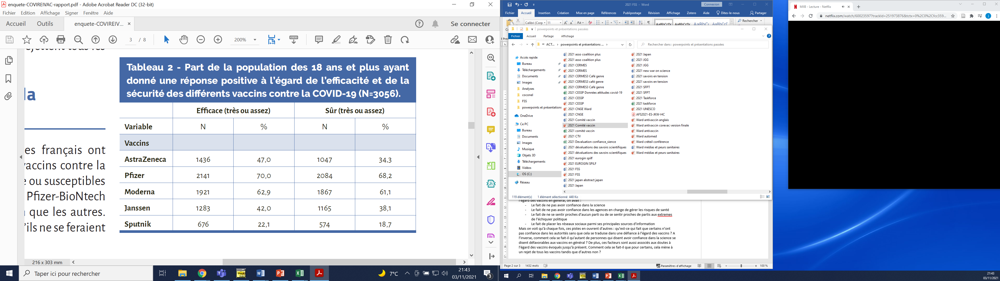 enquete-COVIREIVAC-rapport.pdf - Adobe Acrobat Reader DC (32-bit)
Fichier Edition Affichage Signer Fenêtre Aide
Accueil Outils enquete-COVIREIV... × Se connecter
3 / 8 200%
da
es français ont
vaccins contre la
e ou susceptibles
Pfizer-BioNtech
que les autres.
'ils ne se feraient
Tableau 2 - Part de la population des 18 ans et plus ayant
donné une réponse positive à l'égard de l'efficacité et de la
sécurité des différents vaccins contre la COVID-19 (N=3056).
Efficace (très ou assez) Sûr (très ou assez)
Variable N % N %
Vaccins
AstraZeneca 1436 47,0 1047 34,3
Pfizer 2141 70,0 2084 68,2
Moderna 1921 62,9 1867 61,1
Janssen 1283 42,0 1165 38,1
Sputnik 676 22,1 574 18,7
216 x 303 mm
Taper ici pour rechercher
7°C
21:43
03/11/2021
3
2021 FSS - Word Connexion
Fichier Accueil Insertion Création Mise en page Références Publipostage Révision Affichage Zotero Aide Dites-le-nous Partager
Calibri (Corp 11 Rechercher
powerpoints et présentations passées
Fichier Accueil Partage Affichage
« ACT... › powerpoints et présentations ... › Rechercher dans : powerpoints et présentations passées
Accès rapide
Bureau
Téléchargements
Documents
Images
Analyses
coconel
FSS
powerpoints et présentations
OneDrive
Ce PC
Bureau
Documents
Images
Musique
Objets 3D
Téléchargements
Vidéos
OS (C:)
Réseau
2021 asso coalition plus
2021 asso coalition plus
2021 CERMES
2021 CERMES
2021 CERMES3 Café genre
2021 CERMES3 café genre
2021 CERMES3 Café genre
2021 CESSP Données attitudes covid-19
2021 CESSP
2021 CESSP
2021 CNGE Ward
2021 CNGE
2021 Comité vaccin
2021 Comité vaccin
2021 comité vaccin
2021 CTV
2021 Devaluation confiance_sience
2021 dévaluations des savoirs scientifiques
2021 dévaluations des savoirs scientifiques
2021 eurogin spilf
2021 EUROGIN SPILF
2021 FSS
2021 FSS
2021 japan abstract japan
2021 Japan
2021 Japan
2021 JGG
2021 JGG
2021 new war on science
2021 savoirs en tension
2021 savoirs en tension
2021 SFPT
2021 SFPT
2021 Taskforce
2021 taskforce
2021 UNESCO
AFS2021-ES-JKW-HC
Ward antivaccin anglais
Ward antivaccin corevac version finale
Ward antivaccin
Ward automed
Ward créteil conférence
Ward médias et peurs sanitaires
Ward médias et peurs sanitaires
119 élément(s) 1 élément sélectionné 448 Ko
l'égard des vaccins en général, on avait :
- Le fait de ne pas avoir confiance dans la science
- Le fait de ne pas avoir confiance dans les agences en charge de gérer les risques de santé
- Le fait de ne se sentir proches d'aucun parti ou de se sentir proches de partis aux extremes
de l'échiquier politique
- Le fait de placer les réseaux sociaux parmi ses principales sources d'information
Mais on voit qu'à chaque fois, ces pistes en ouvrent d'autres : qu'est-ce qui fait que certains n'ont
pas confiance dans les autorités sans que cela se traduise dans une défiance à l'égard des vaccins ? A
l'inverse, comment cela se fait-il qu'autant de personnes qui disent avoir confiance dans la science se
disent défavorables aux vaccins en général ? De plus, ces facteurs sont aussi associés aux doutes à
l'égard des vaccins évoqués jusqu'à présent. Comment cela se fait-il que pour certains, cela mène à
un rejet de tous les vaccins tandis que d'autres non ?
Page 2 sur 3 1432 mots Paramètres d'affichage 100 %
MIIB - Lecture - Netflix
netflix.com/watch/60023597?trackId=251973876&tctx=0%2C0%2Cfcc359...
21:43
03/11/2021